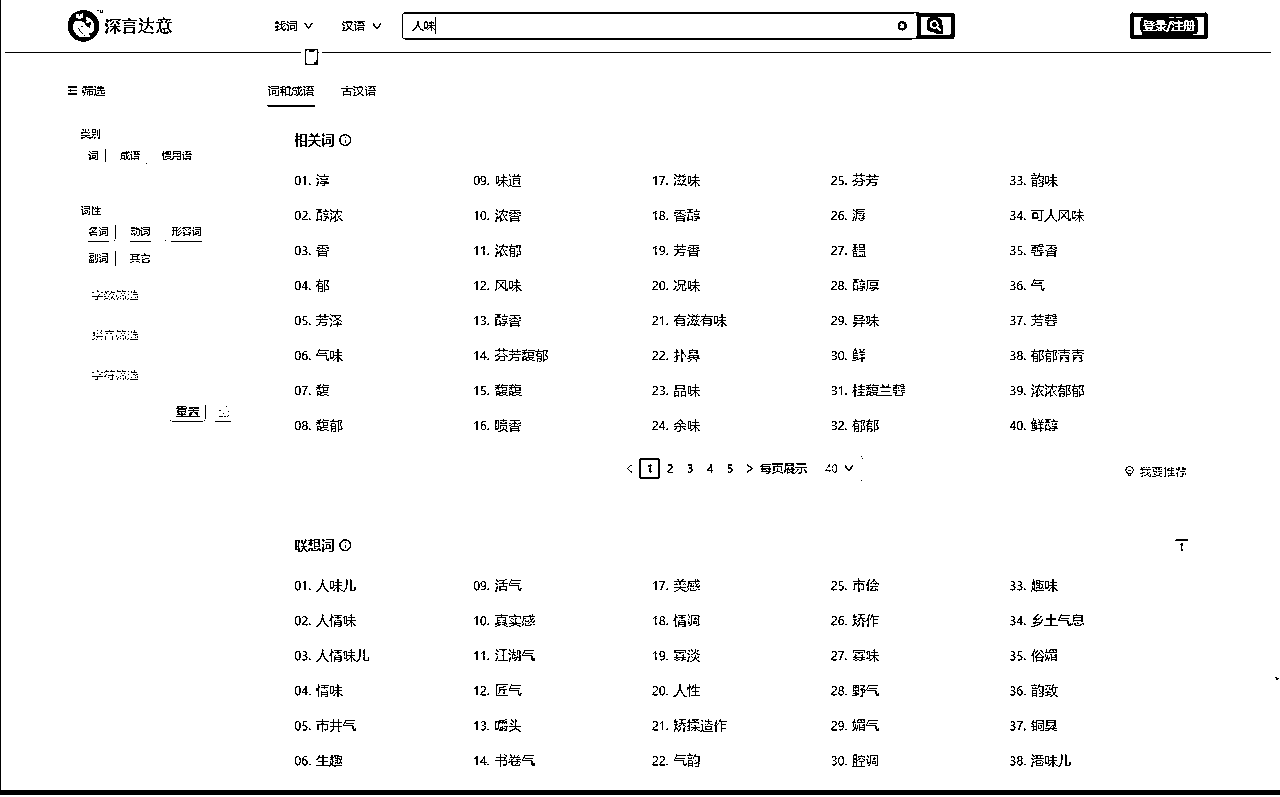 深言达意 找词 汉语 人味 登录/注册
筛选 词和成语 古汉语
类别
词 成语 惯用语
词性
名词 动词 形容词
副词 其它
字数筛选
拼音筛选
字符筛选
重置
相关词
01. 淳 09. 味道 17. 滋味 25. 芬芳 33. 韵味
02. 醇浓 10. 浓香 18. 香醇 26. 34. 可人风味
03. 香 11. 浓郁 19. 芳香 27. 35. 馨香
04. 郁 12. 风味 20. 况味 28. 醇厚 36. 气
05. 芳泽 13. 醇香 21. 有滋有味 29. 异味 37. 芳馨
06. 气味 14. 芬芳馥郁 22. 扑鼻 30. 鲜 38. 郁郁青青
07. 馥 15. 馥馥 23. 品味 31. 桂馥兰馨 39. 浓浓郁郁
08. 馥郁 16. 喷香 24. 余味 32. 郁郁 40. 鲜醇
< 1 2 3 4 5 > 每页展示 40 我要推荐
联想词
01. 人味儿 09. 活气 17. 美感 25. 市侩 33. 趣味
02. 人情味 10. 真实感 18. 情调 26. 矫作 34. 乡土气息
03. 人情味儿 11. 江湖气 19. 寡淡 27. 寡味 35. 俗媚
04. 情味 12. 匠气 20. 人性 28. 野气 36. 韵致
05. 市井气 13. 噱头 21. 矫揉造作 29. 媚气 37. 铜臭
06. 生趣 14. 书卷气 22. 气韵 30. 腔调 38. 港味儿